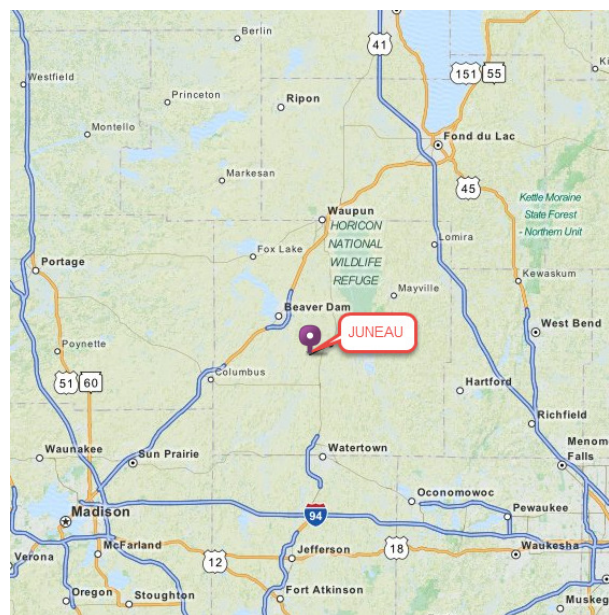 Berlin
41
Westfield
151
55
Princeton
Ripon
Montello
Fond du Lac
Markesan
45
Kettle Moraine
State Forest
- Northern Unit
Waupun
HORICON
NATIONAL
WILDLIFE
REFUGE
Fox Lake
Lomira
Portage
Kewaskum
Mayville
Beaver Dam
JUNEAU
West Bend
Poynette
51
60
Columbus
Hartford
Richfield
Waunakee
Sun Prairie
Watertown
Menom
Falls
Oconomowoc
Madison
94
Pewaukee
McFarland
Verona
12
Jefferson
18
Waukesha
Oregon
Stoughton
Fort Atkinson
Muskeg